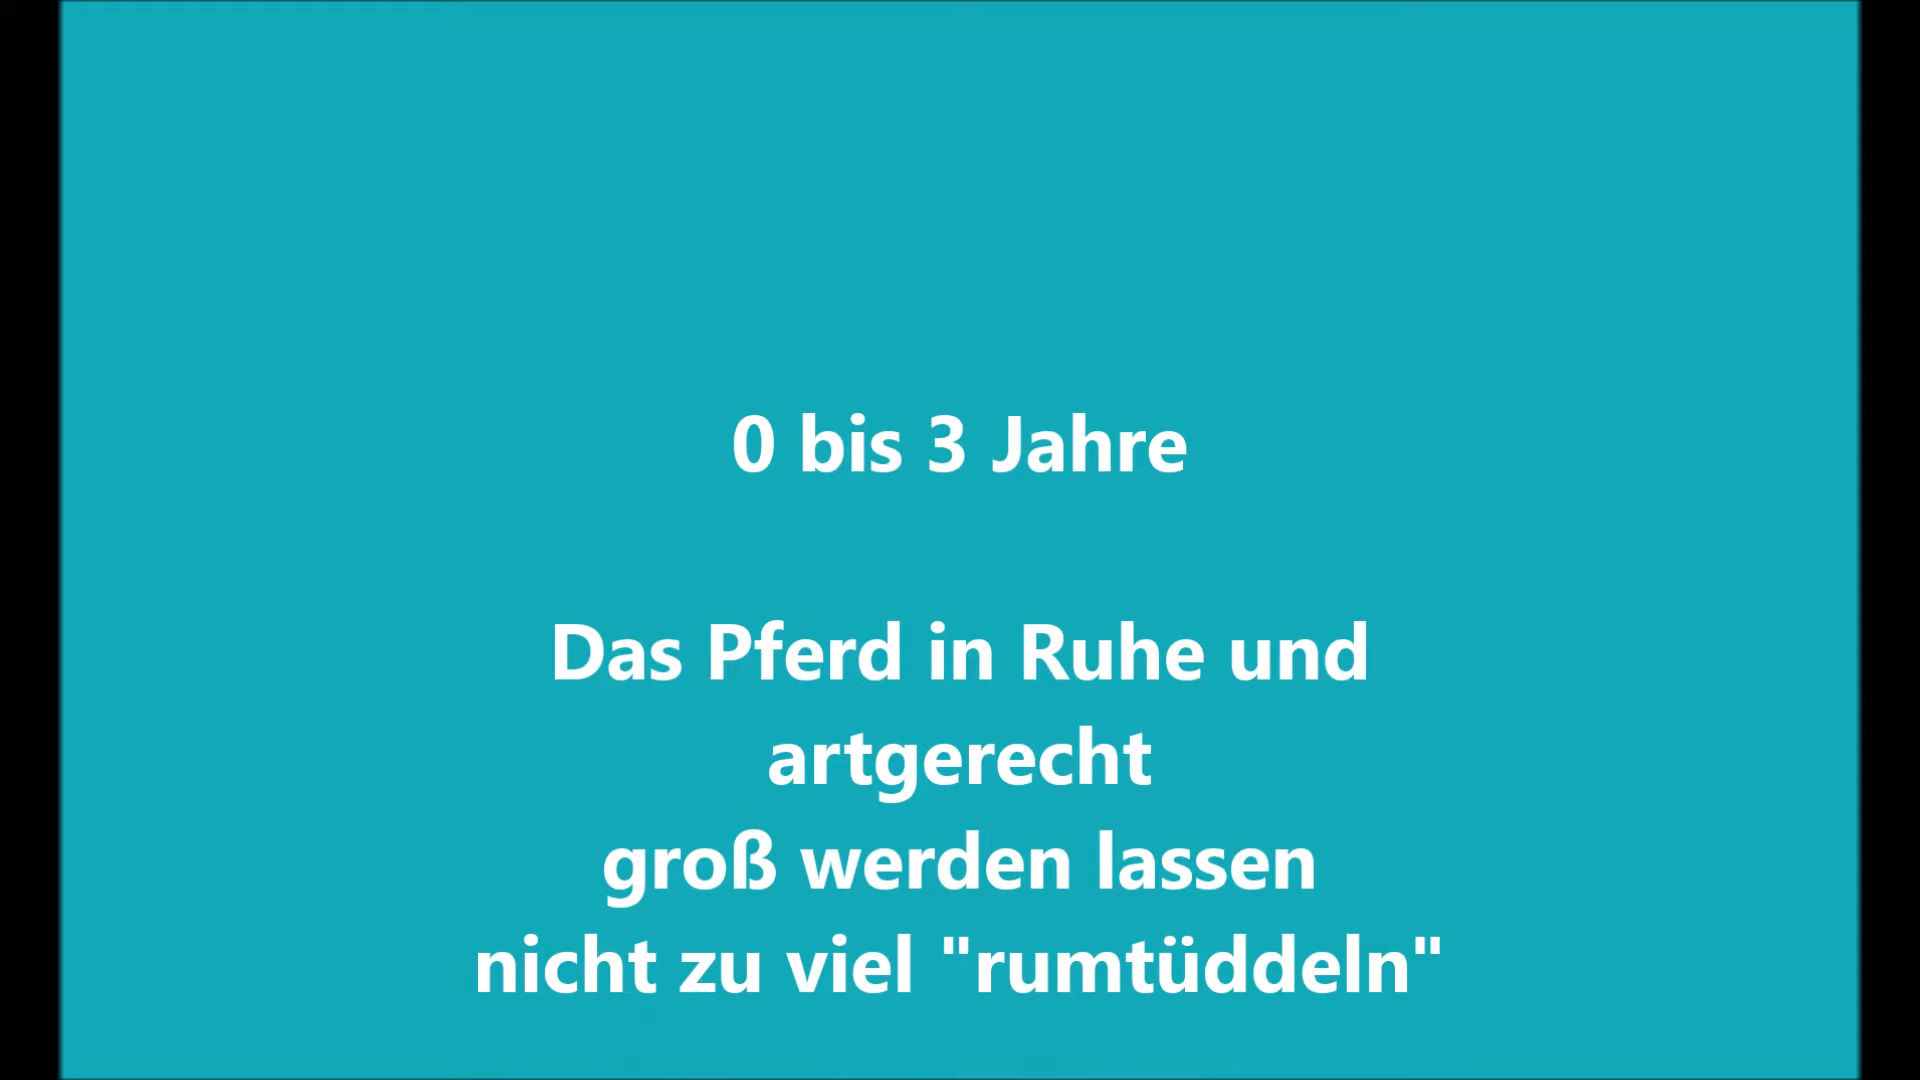 0 bis 3 Jahre
Das Pferd in Ruhe und
artgerecht
groß werden lassen
nicht zu viel "rumtüddeln"